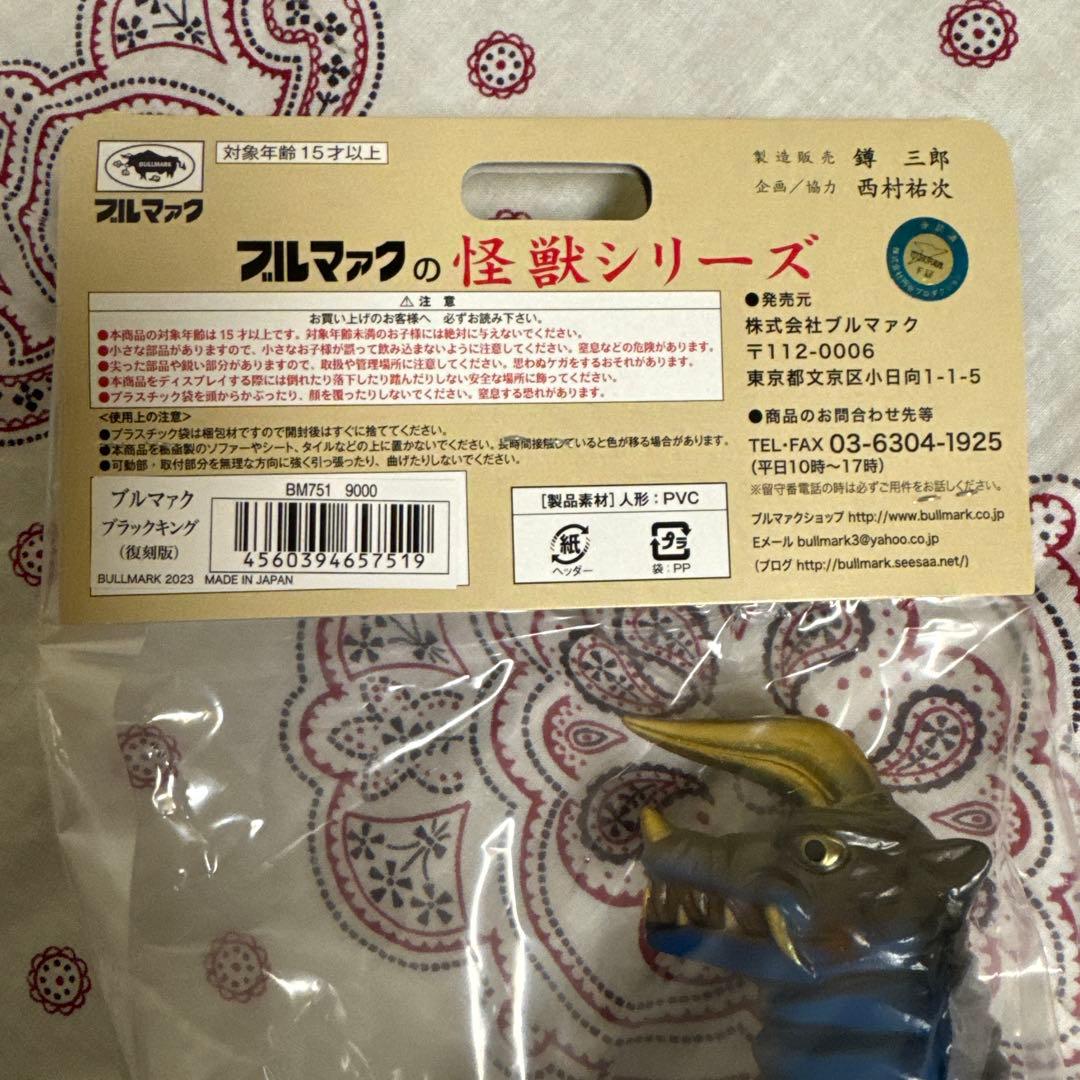 BULLMARK
ブルマァク
対象年齢15才以上
製造販売 鐏 三郎
企画/協力 西村祐次
ブルマァクの怪獣シリーズ
⚠注 意
お買い上げのお客様へ 必ずお読み下さい。
●本商品の対象年齢は15才以上です。対象年齢未満のお子様には絶対に与えないでください。
●小さな部品がありますので、小さなお子様が誤って飲み込まないように注意してください。窒息などの危険があります。
●尖った部品や鋭い部分がありますので、取扱や管理場所に注意してください。思わぬケガをするおそれがあります。
●本商品をディスプレイする際には倒れたり落下したり踏んだりしない安全な場所に飾ってください。
●プラスチック袋を頭からかぶったり、顔を覆ったりしないでください。窒息する恐れがあります。
<使用上の注意>
●プラスチック袋は梱包材ですので開封後はすぐに捨ててください。
●本商品を樹脂製のソファーやシート、タイルなどの上に置かないでください。長時間接触していると色が移る場合があります。
●可動部・取付部分を無理な方向に強く引っ張ったり、曲げたりしないでください。
●発売元
株式会社ブルマァク
〒112-0006
東京都文京区小日向1-1-5
●商品のお問合わせ先等
TEL・FAX 03-6304-1925
(平日10時〜17時)
※留守番電話の時は必ずご用件をお話しください。
ブルマァクショップ http://www.bullmark.co.jp
Eメール bullmark3@yahoo.co.jp
(ブログ http://bullmark.seesaa.net/)
ブルマァク
ブラックキング
(復刻版)
BM751 9000
4560394657519
BULLMARK 2023 MADE IN JAPAN
[製品素材]人形:PVC
紙
ヘッダー
プラ
袋:PP